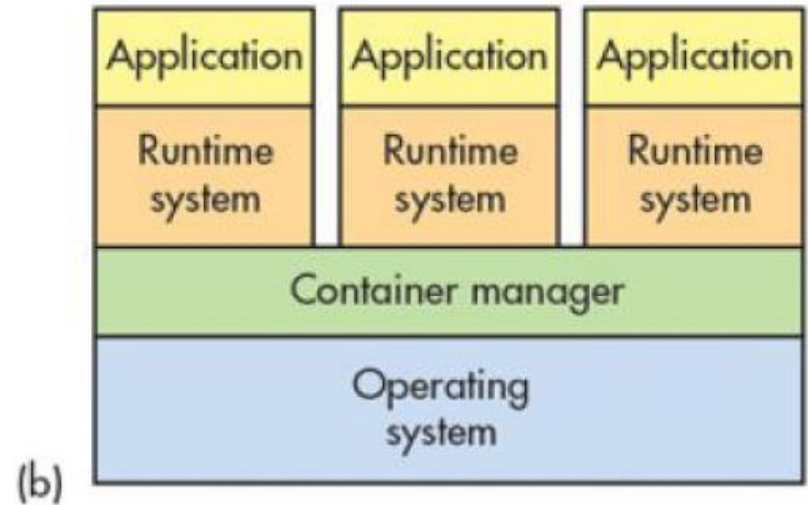 Application Application Application
Runtime Runtime Runtime
system system system
Container manager
Operating
system
(b)